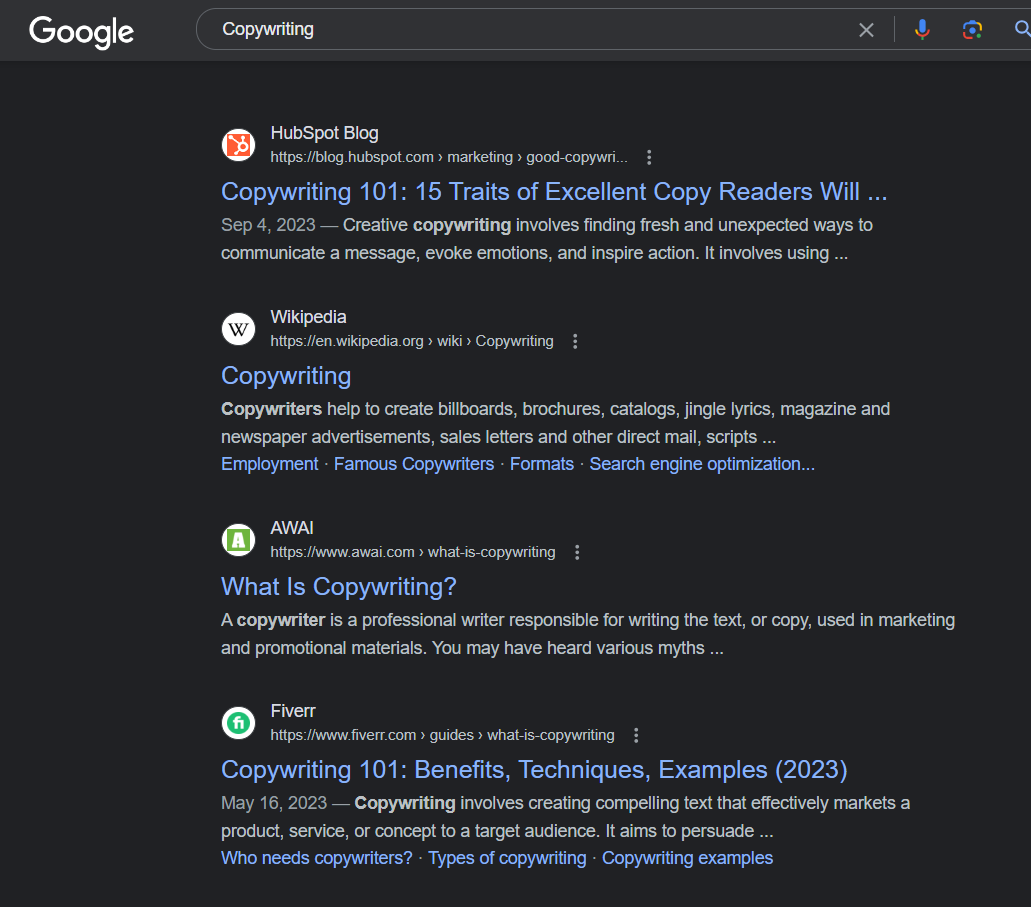 Google
Copywriting
HubSpot Blog
https://blog.hubspot.com › marketing › good-copywri...
Copywriting 101: 15 Traits of Excellent Copy Readers Will ...
Sep 4, 2023 — Creative copywriting involves finding fresh and unexpected ways to
communicate a message, evoke emotions, and inspire action. It involves using ...
W
Wikipedia
https://en.wikipedia.org › wiki › Copywriting
Copywriting
Copywriters help to create billboards, brochures, catalogs, jingle lyrics, magazine and
newspaper advertisements, sales letters and other direct mail, scripts ...
Employment · Famous Copywriters · Formats · Search engine optimization...
A
AWAI
https://www.awai.com › what-is-copywriting
What Is Copywriting?
A copywriter is a professional writer responsible for writing the text, or copy, used in marketing
and promotional materials. You may have heard various myths ...
fi
Fiverr
https://www.fiverr.com › guides › what-is-copywriting
Copywriting 101: Benefits, Techniques, Examples (2023)
May 16, 2023 — Copywriting involves creating compelling text that effectively markets a
product, service, or concept to a target audience. It aims to persuade ...
Who needs copywriters? · Types of copywriting · Copywriting examples